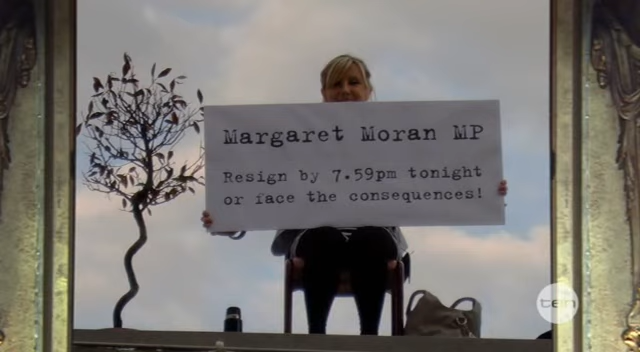 Margaret Moran MP
Resign by 7.59pm tonight
or face the consequences!
ten